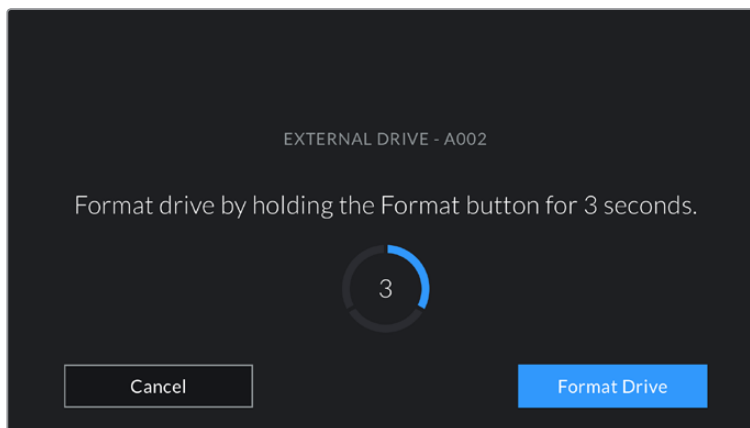 EXTERNAL DRIVE - A002
Format drive by holding the Format button for 3 seconds.
3
Cancel
Format Drive